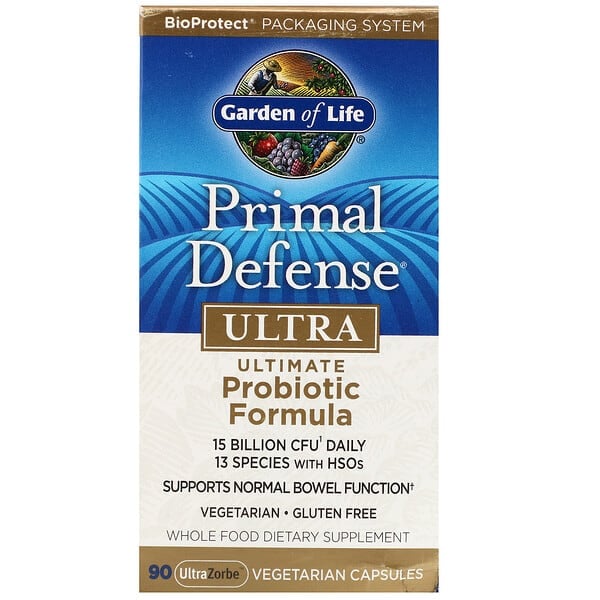 BioProtect® PACKAGING SYSTEM
Garden of Life®
Primal
Defense®
ULTRA
ULTIMATE
Probiotic
Formula
15 BILLION CFU¹ DAILY
13 SPECIES WITH HSOs
SUPPORTS NORMAL BOWEL FUNCTION†
VEGETARIAN • GLUTEN FREE
WHOLE FOOD DIETARY SUPPLEMENT
90 UltraZorbe VEGETARIAN CAPSULES